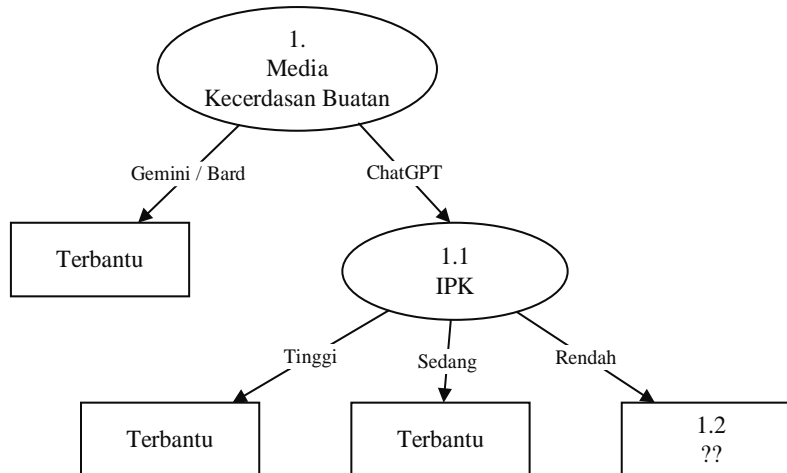 1.
Media
Kecerdasan Buatan
Gemini / Bard
ChatGPT
Terbantu
1.1
IPK
Tinggi
Sedang
Rendah
Terbantu
Terbantu
1.2
??